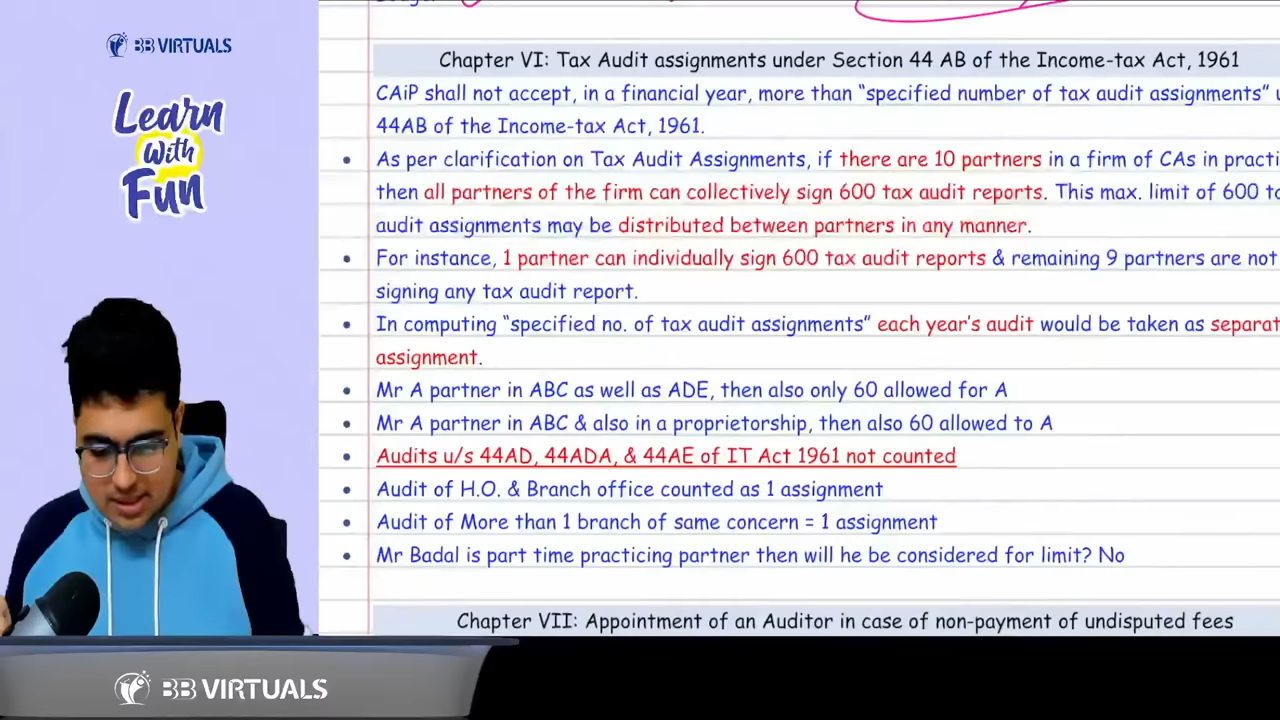 BB VIRTUALS
Learn
With
Fun
Chapter VI: Tax Audit assignments under Section 44 AB of the Income-tax Act, 1961
CAiP shall not accept, in a financial year, more than “specified number of tax audit assignments”
44AB of the Income-tax Act, 1961.
• As per clarification on Tax Audit Assignments, if there are 10 partners in a firm of CAs in practi
then all partners of the firm can collectively sign 600 tax audit reports. This max. limit of 600 t
audit assignments may be distributed between partners in any manner.
• For instance, 1 partner can individually sign 600 tax audit reports & remaining 9 partners are not
signing any tax audit report.
• In computing “specified no. of tax audit assignments” each year’s audit would be taken as separat
assignment.
• Mr A partner in ABC as well as ADE, then also only 60 allowed for A
• Mr A partner in ABC & also in a proprietorship, then also 60 allowed to A
• Audits u/s 44AD, 44ADA, & 44AE of IT Act 1961 not counted
• Audit of H.O. & Branch office counted as 1 assignment
• Audit of More than 1 branch of same concern = 1 assignment
• Mr Badal is part time practicing partner then will he be considered for limit? No
Chapter VII: Appointment of an Auditor in case of non-payment of undisputed fees
BB VIRTUALS